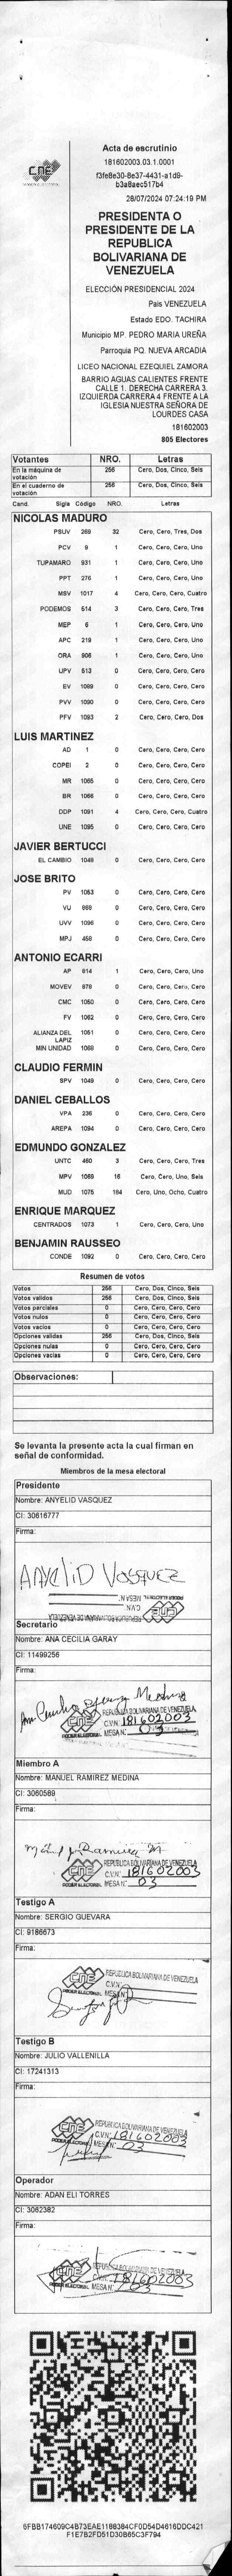 CNE
PODER ELECTORAL
Acta de escrutinio
181602003.03.1.0001
f3fe8e30-8e37-4431-a1d9-
b3a8aec517b4
28/07/2024 07:24:19 PM
PRESIDENTA O
PRESIDENTE DE LA
REPUBLICA
BOLIVARIANA DE
VENEZUELA
ELECCIÓN PRESIDENCIAL 2024
Pais VENEZUELA
Estado EDO. TACHIRA
Municipio MP. PEDRO MARIA UREÑA
Parroquia PQ. NUEVA ARCADIA
LICEO NACIONAL EZEQUIEL ZAMORA
BARRIO AGUAS CALIENTES FRENTE
CALLE 1. DERECHA CARRERA 3.
IZQUIERDA CARRERA 4 FRENTE A LA
IGLESIA NUESTRA SEÑORA DE
LOURDES CASA
181602003
805 Electores
Votantes NRO. Letras
En la máquina de votación 256 Cero, Dos, Cinco, Seis
En el cuaderno de votación 256 Cero, Dos, Cinco, Seis
Cand. Sigla Código NRO. Letras
NICOLAS MADURO
PSUV 269 32 Cero, Cero, Tres, Dos
PCV 9 1 Cero, Cero, Cero, Uno
TUPAMARO 931 1 Cero, Cero, Cero, Uno
PPT 276 1 Cero, Cero, Cero, Uno
MSV 1017 4 Cero, Cero, Cero, Cuatro
PODEMOS 514 3 Cero, Cero, Cero, Tres
MEP 6 1 Cero, Cero, Cero, Uno
APC 219 1 Cero, Cero, Cero, Uno
ORA 906 1 Cero, Cero, Cero, Uno
UPV 513 0 Cero, Cero, Cero, Cero
EV 1089 0 Cero, Cero, Cero, Cero
PVV 1090 0 Cero, Cero, Cero, Cero
PFV 1093 2 Cero, Cero, Cero, Dos
LUIS MARTINEZ
AD 1 0 Cero, Cero, Cero, Cero
COPEI 2 0 Cero, Cero, Cero, Cero
MR 1065 0 Cero, Cero, Cero, Cero
BR 1066 0 Cero, Cero, Cero, Cero
DDP 1091 4 Cero, Cero, Cero, Cuatro
UNE 1095 0 Cero, Cero, Cero, Cero
JAVIER BERTUCCI
EL CAMBIO 1049 0 Cero, Cero, Cero, Cero
JOSE BRITO
PV 1053 0 Cero, Cero, Cero, Cero
VU 969 0 Cero, Cero, Cero, Cero
UVV 1096 0 Cero, Cero, Cero, Cero
MPJ 458 0 Cero, Cero, Cero, Cero
ANTONIO ECARRI
AP 914 1 Cero, Cero, Cero, Uno
MOVEV 978 0 Cero, Cero, Cero, Cero
CMC 1050 0 Cero, Cero, Cero, Cero
FV 1062 0 Cero, Cero, Cero, Cero
ALIANZA DEL LAPIZ 1051 0 Cero, Cero, Cero, Cero
MIN UNIDAD 1069 0 Cero, Cero, Cero, Cero
CLAUDIO FERMIN
SPV 1048 0 Cero, Cero, Cero, Cero
DANIEL CEBALLOS
VPA 236 0 Cero, Cero, Cero, Cero
AREPA 1094 0 Cero, Cero, Cero, Cero
EDMUNDO GONZALEZ
UNTC 460 3 Cero, Cero, Cero, Tres
MPV 1069 16 Cero, Cero, Uno, Seis
MUD 1075 184 Cero, Uno, Ocho, Cuatro
ENRIQUE MARQUEZ
CENTRADOS 1073 1 Cero, Cero, Cero, Uno
BENJAMIN RAUSSEO
CONDE 1092 0 Cero, Cero, Cero, Cero
Resumen de votos
Votos 256 Cero, Dos, Cinco, Seis
Votos validos 256 Cero, Dos, Cinco, Seis
Votos parciales 0 Cero, Cero, Cero, Cero
Votos nulos 0 Cero, Cero, Cero, Cero
Votos vacios 0 Cero, Cero, Cero, Cero
Opciones validas 256 Cero, Dos, Cinco, Seis
Opciones nulas 0 Cero, Cero, Cero, Cero
Opciones vacias 0 Cero, Cero, Cero, Cero
Observaciones:
Se levanta la presente acta la cual firman en
señal de conformidad.
Miembros de la mesa electoral
Presidente
Nombre: ANYELID VASQUEZ
CI: 30616777
Firma:
ANYELID VASQUEZ
Secretario
Nombre: ANA CECILIA GARAY
CI: 11499256
Firma:
REPUBLICA BOLIVARIANA DE VENEZUELA
C.V.N: 181602003
MESA N°: 03
Miembro A
Nombre: MANUEL RAMIREZ MEDINA
CI: 3060589
Firma:
REPUBLICA BOLIVARIANA DE VENEZUELA
C.V.N: 181602003
PODER ELECTORAL MESA N°: 03
Testigo A
Nombre: SERGIO GUEVARA
CI: 9186673
Firma:
CNE REPUBLICA BOLIVARIANA DE VENEZUELA
C.V.N:
PODER ELECTORAL MESA N°:
Testigo B
Nombre: JULIO VALLENILLA
CI: 17241313
Firma:
REPUBLICA BOLIVARIANA DE VENEZUELA
C.V.N: 181602003
MESA N°: 03
Operador
Nombre: ADAN ELI TORRES
CI: 3062382
Firma:
181602003
PODER ELECTORAL MESA N°: 03
6FBB174609C4B73EAE1188384CF0D54D4616DDC421
F1E7B2FD51D30B65C3F794